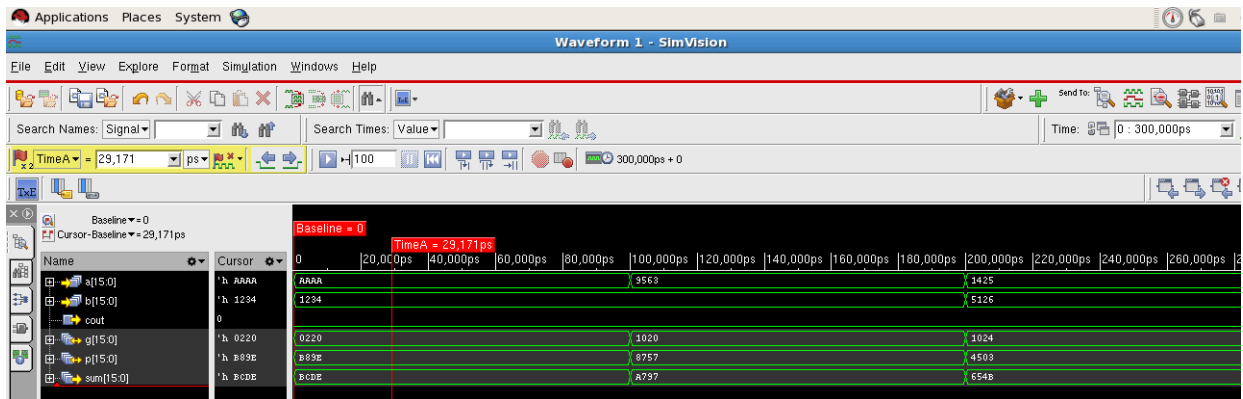 Applications Places System
Waveform 1 - SimVision
File Edit View Explore Format Simulation Windows Help
Send To:
Search Names: Signal Search Times: Value Time: 0 : 300,000ps
x2 TimeA = 29,171 ps 100 300,000ps + 0
TxE
Baseline = 0
Cursor-Baseline = 29,171ps
Baseline = 0
TimeA = 29,171ps
Name Cursor 0 20,000ps 40,000ps 60,000ps 80,000ps 100,000ps 120,000ps 140,000ps 160,000ps 180,000ps 200,000ps 220,000ps 240,000ps 260,000ps
a[15:0] 'h AAAA AAAA 9563 1425
b[15:0] 'h 1234 1234 5126
cout 0
g[15:0] 'h 0220 0220 1020 1024
p[15:0] 'h B89E B89E 8757 4503
sum[15:0] 'h BCDE BCDE A797 654B